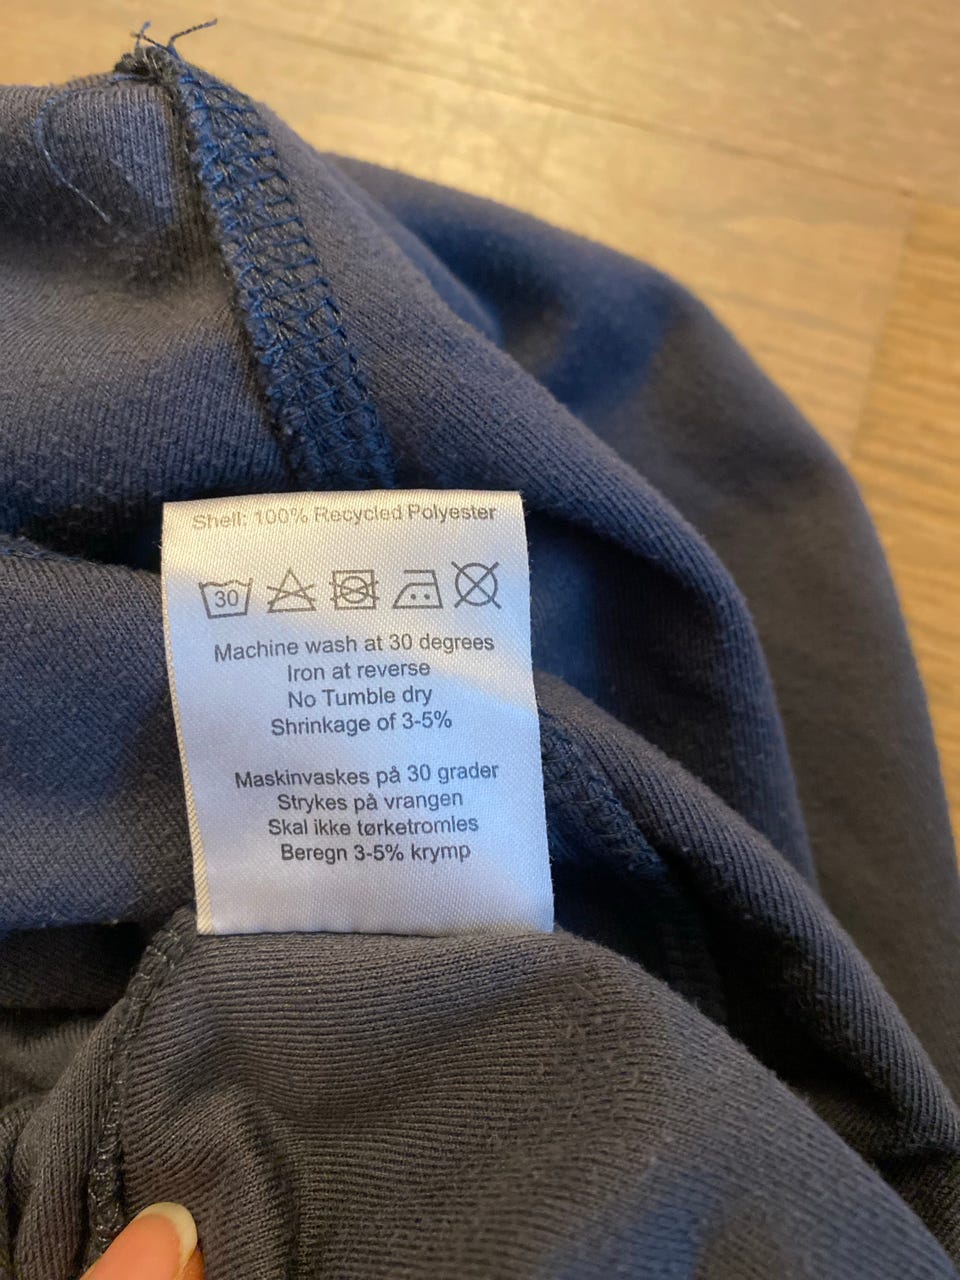 Shell: 100% Recycled Polyester
30
Machine wash at 30 degrees
Iron at reverse
No Tumble dry
Shrinkage of 3-5%
Maskinvaskes på 30 grader
Strykes på vrangen
Skal ikke tørketromles
Beregn 3-5% krymp